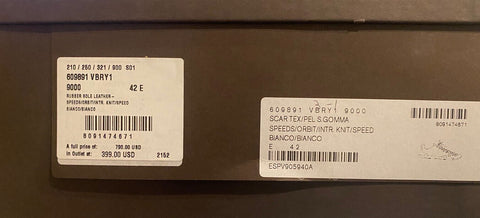 210 / 260 / 321 / 900 S01
609891 VBRY1
9000 42 E
RUBBER SOLE LEATHER-
SPEEDS/ORBIT/INTR. KNIT/SPEED
BIANCO/BIANCO
8091474671
A full price of: 790.00 USD
In Outlet at: 399.00 USD 2152
609891 VBRY1 9000
SCAR TEX/PEL S.GOMMA
SPEEDS/ORBIT/INTR KNIT/SPEED
BIANCO/BIANCO
E 42
ESPV905940A
8091474671